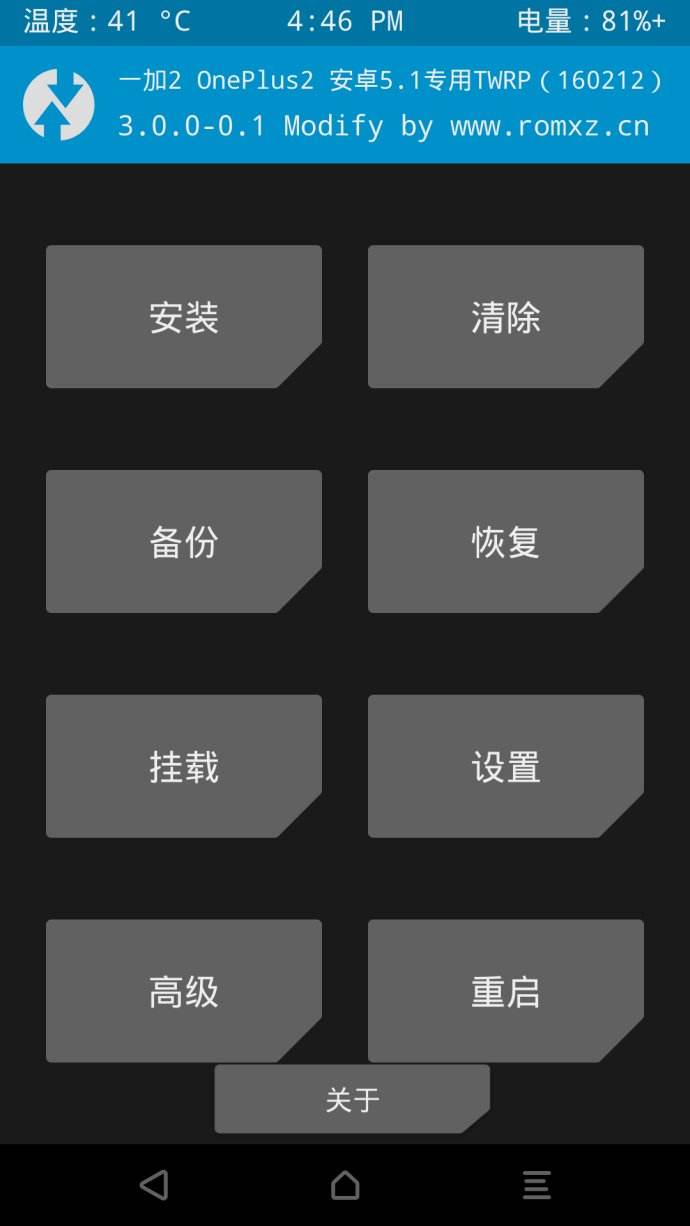 温度：41 °C 4:46 PM 电量：81%+
一加2 OnePlus2 安卓5.1专用TWRP（160212）
3.0.0-0.1 Modify by www.romxz.cn
安装 清除
备份 恢复
挂载 设置
高级 重启
关于